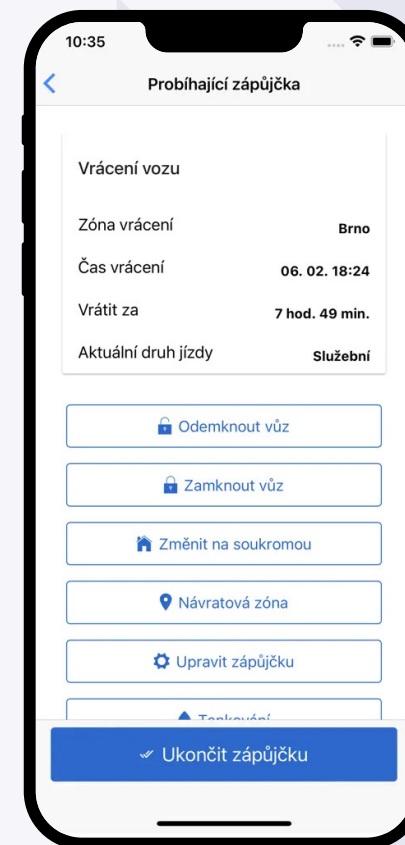 10:35
Probíhající zápůjčka
Vrácení vozu
Zóna vrácení Brno
Čas vrácení 06. 02. 18:24
Vrátit za 7 hod. 49 min.
Aktuální druh jízdy Služební
Odemknout vůz
Zamknout vůz
Změnit na soukromou
Návratová zóna
Upravit zápůjčku
Tankování
Ukončit zápůjčku